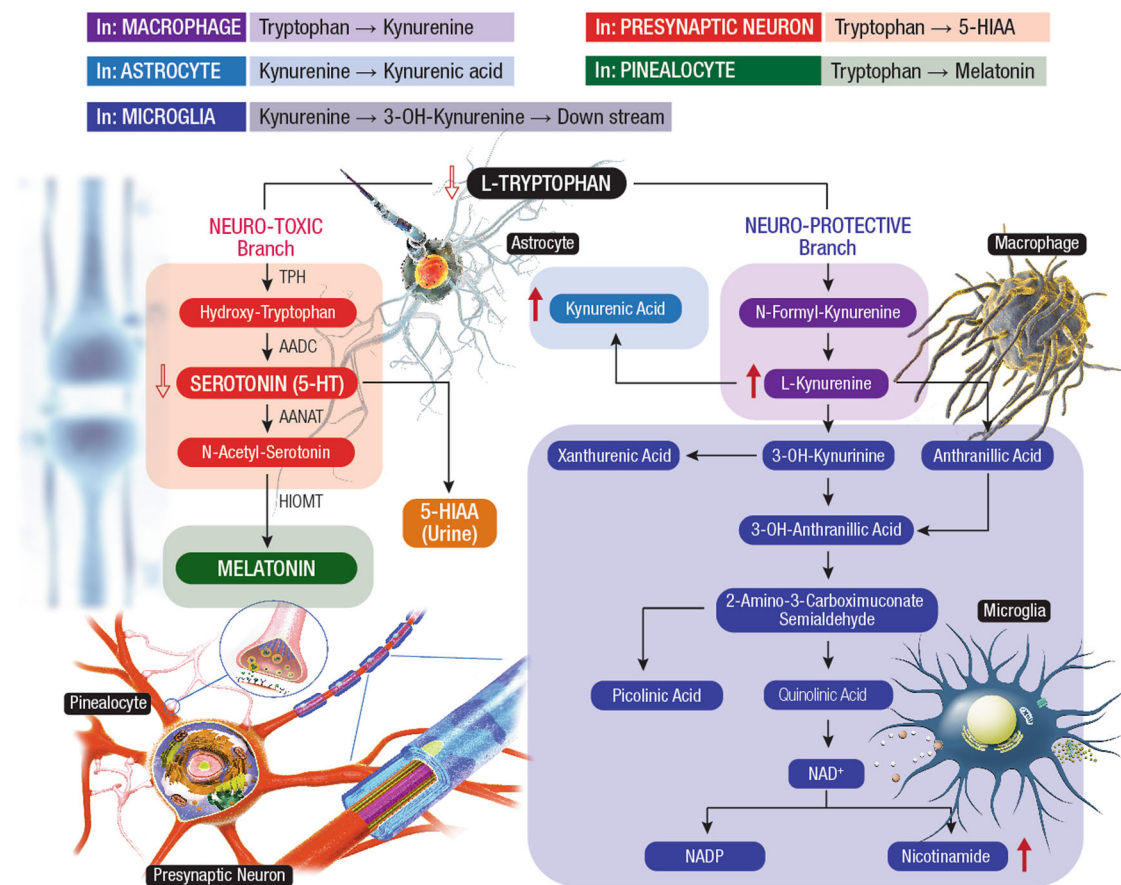 In: MACROPHAGE Tryptophan → Kynurenine
In: PRESYNAPTIC NEURON Tryptophan → 5-HIAA
In: ASTROCYTE Kynurenine → Kynurenic acid
In: PINEALOCYTE Tryptophan → Melatonin
In: MICROGLIA Kynurenine → 3-OH-Kynurenine → Down stream
L-TRYPTOPHAN
NEURO-TOXIC
Branch
TPH
Hydroxy-Tryptophan
AADC
SEROTONIN (5-HT)
AANAT
N-Acetyl-Serotonin
HIOMT
5-HIAA
(Urine)
MELATONIN
Astrocyte
NEURO-PROTECTIVE
Branch
Macrophage
Kynurenic Acid
N-Formyl-Kynurenine
L-Kynurenine
Xanthurenic Acid
3-OH-Kynurinine
Anthranillic Acid
3-OH-Anthranillic Acid
2-Amino-3-Carboximuconate
Semialdehyde
Microglia
Picolinic Acid
Quinolinic Acid
NAD+
NADP
Nicotinamide
Pinealocyte
Presynaptic Neuron